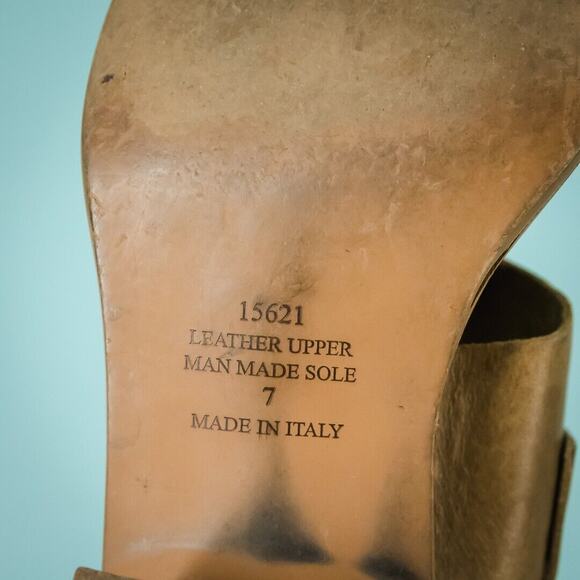 15621
LEATHER UPPER
MAN MADE SOLE
7
MADE IN ITALY